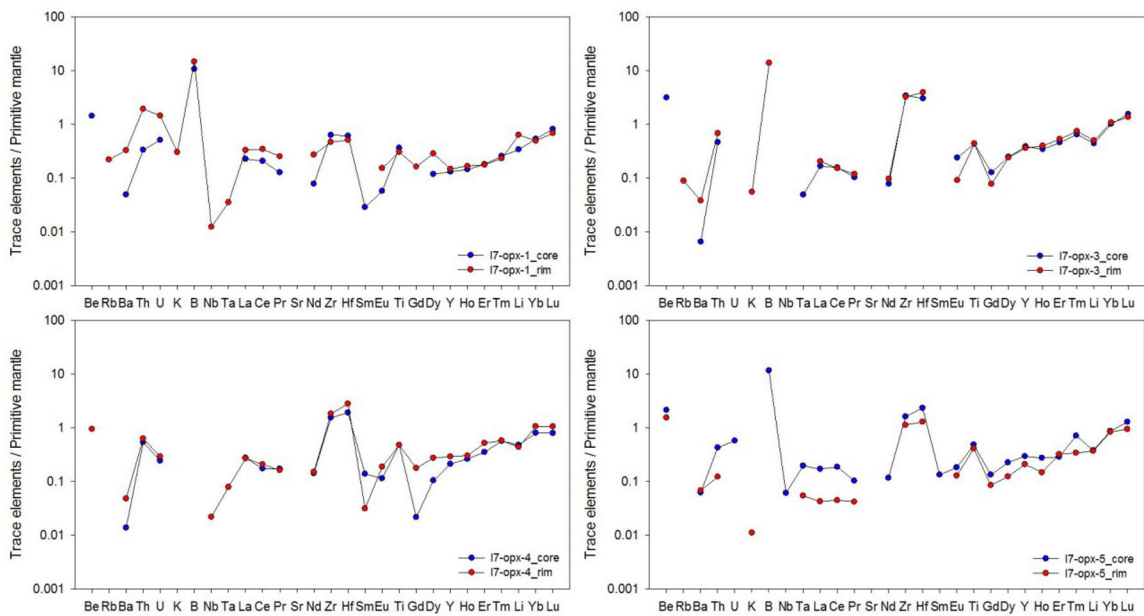 Trace elements / Primitive mantle
100
10
1
0.1
0.01
0.001
I7-opx-1_core
I7-opx-1_rim
Be Rb Ba Th U K B Nb Ta La Ce Pr Sr Nd Zr Hf Sm Eu Ti Gd Dy Y Ho Er Tm Li Yb Lu
Trace elements / Primitive mantle
100
10
1
0.1
0.01
0.001
I7-opx-3_core
I7-opx-3_rim
Be Rb Ba Th U K B Nb Ta La Ce Pr Sr Nd Zr Hf Sm Eu Ti Gd Dy Y Ho Er Tm Li Yb Lu
Trace elements / Primitive mantle
100
10
1
0.1
0.01
0.001
I7-opx-4_core
I7-opx-4_rim
Be Rb Ba Th U K B Nb Ta La Ce Pr Sr Nd Zr Hf Sm Eu Ti Gd Dy Y Ho Er Tm Li Yb Lu
Trace elements / Primitive mantle
100
10
1
0.1
0.01
0.001
I7-opx-5_core
I7-opx-5_rim
Be Rb Ba Th U K B Nb Ta La Ce Pr Sr Nd Zr Hf Sm Eu Ti Gd Dy Y Ho Er Tm Li Yb Lu